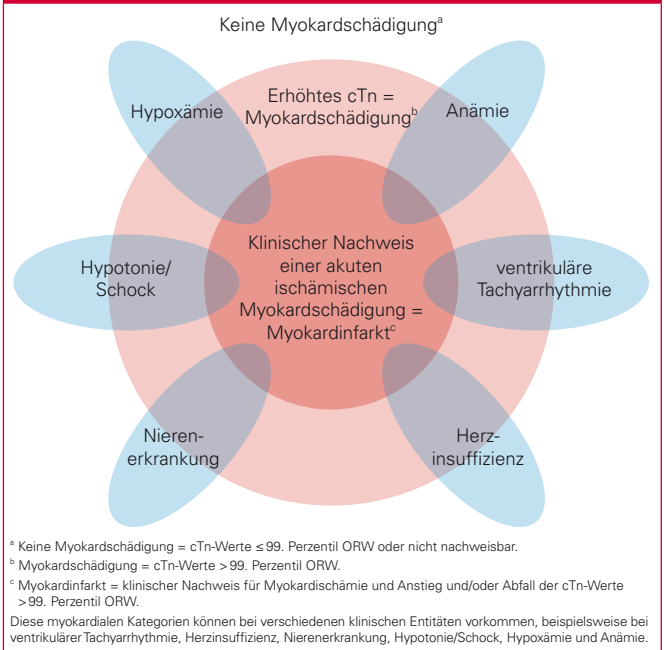 Keine Myokardschädigungᵃ
Hypoxämie
Erhöhtes cTn =
Myokardschädigungᵇ
Anämie
Hypotonie/
Schock
Klinischer Nachweis
einer akuten
ischämischen
Myokardschädigung =
Myokardinfarktᶜ
ventrikuläre
Tachyarrhythmie
Nieren-
erkrankung
Herz-
insuffizienz
ᵃ Keine Myokardschädigung = cTn-Werte ≤ 99. Perzentil ORW oder nicht nachweisbar.
ᵇ Myokardschädigung = cTn-Werte > 99. Perzentil ORW.
ᶜ Myokardinfarkt = klinischer Nachweis für Myokardischämie und Anstieg und/oder Abfall der cTn-Werte
> 99. Perzentil ORW.
Diese myokardialen Kategorien können bei verschiedenen klinischen Entitäten vorkommen, beispielsweise bei
ventrikulärer Tachyarrhythmie, Herzinsuffizienz, Nierenerkrankung, Hypotonie/Schock, Hypoxämie und Anämie.